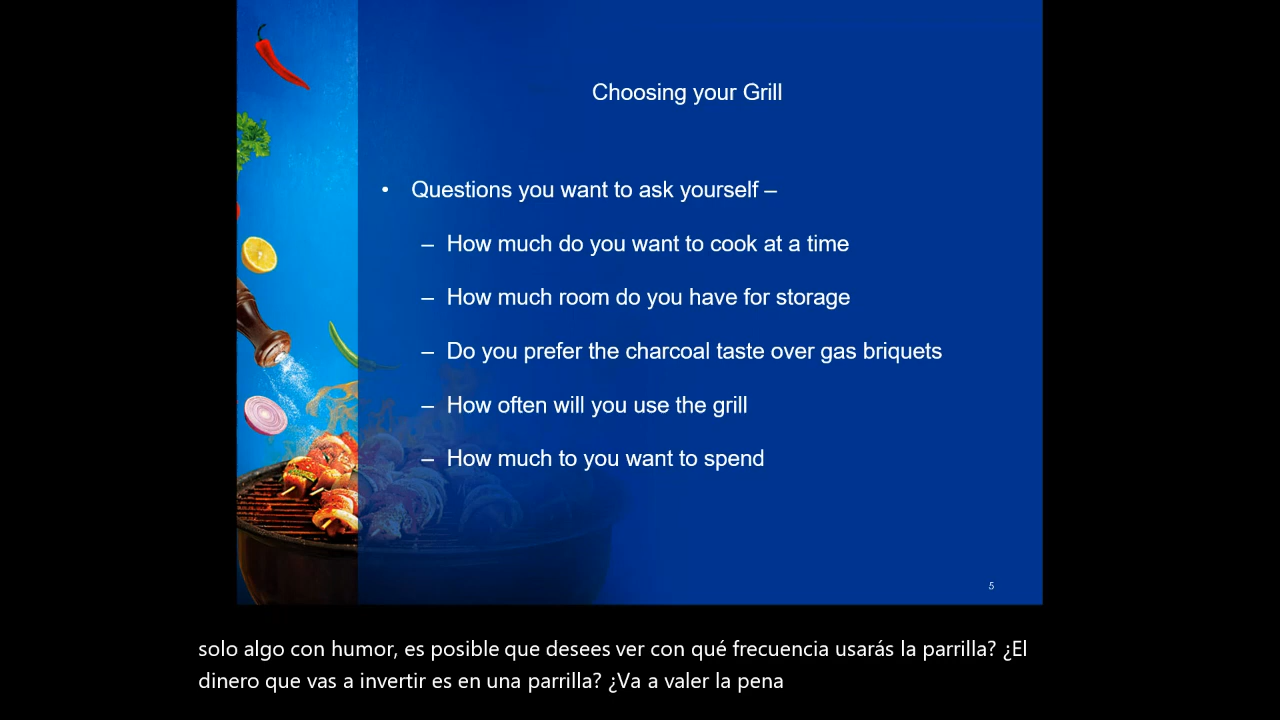 Choosing your Grill
• Questions you want to ask yourself –
– How much do you want to cook at a time
– How much room do you have for storage
– Do you prefer the charcoal taste over gas briquets
– How often will you use the grill
– How much to you want to spend
5
solo algo con humor, es posible que desees ver con qué frecuencia usarás la parrilla? ¿El
dinero que vas a invertir es en una parrilla? ¿Va a valer la pena